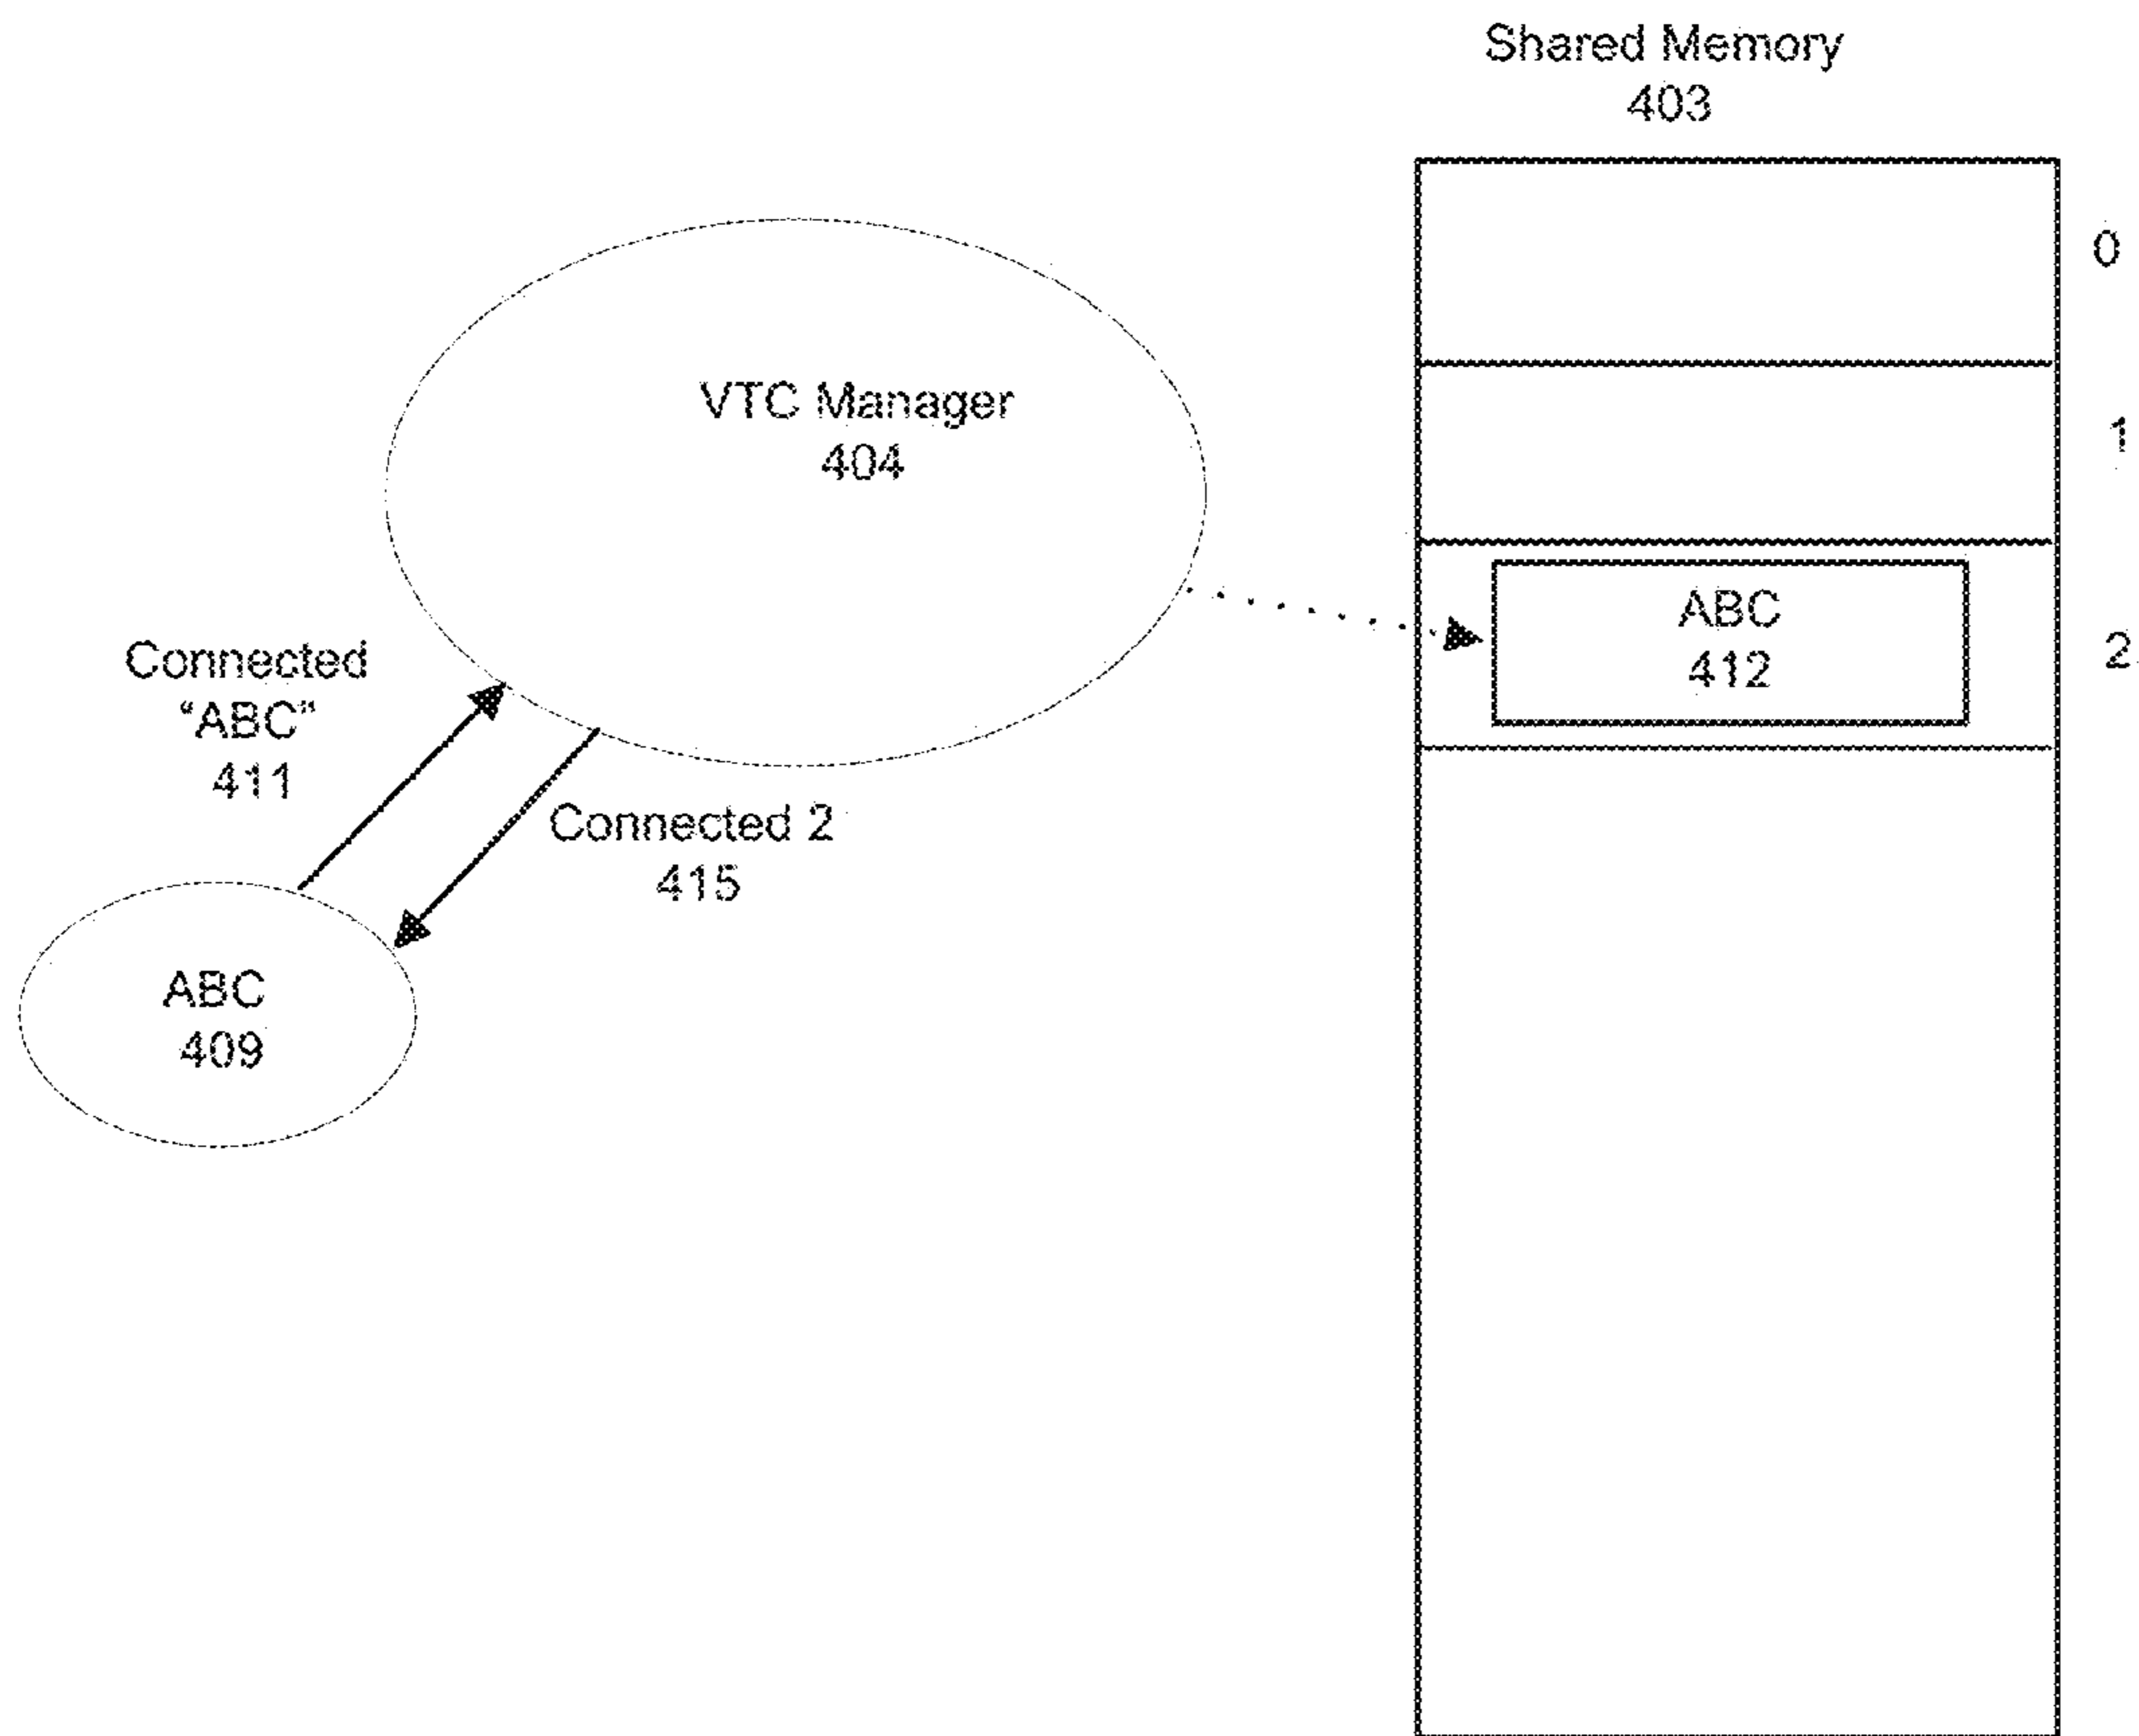 Shared Memory
403
0
VTC Manager
404
1
ABC
412
2
Connected
“ABC”
411
Connected 2
415
ABC
409